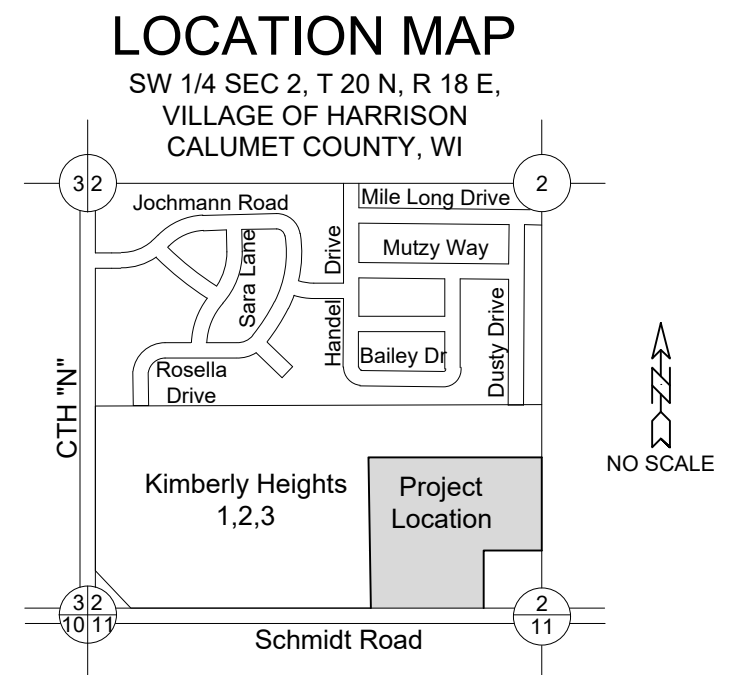 LOCATION MAP
SW 1/4 SEC 2, T 20 N, R 18 E,
VILLAGE OF HARRISON
CALUMET COUNTY, WI
3 2
2
Jochmann Road
Mile Long Drive
Mutzy Way
Sara Lane
Handel Drive
Dusty Drive
Bailey Dr
Rosella
Drive
CTH "N"
N
NO SCALE
Kimberly Heights
1,2,3
Project
Location
3 2
10 11
2
11
Schmidt Road